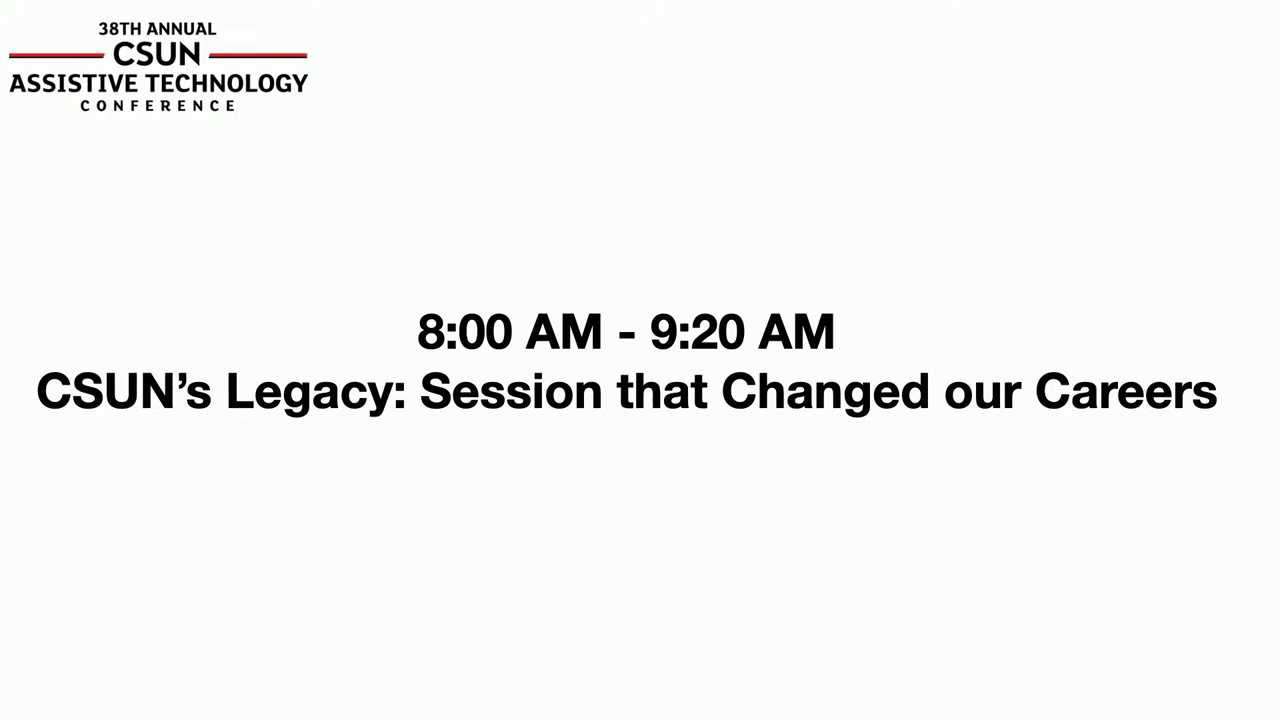 38TH ANNUAL
CSUN
ASSISTIVE TECHNOLOGY
CONFERENCE
8:00 AM - 9:20 AM
CSUN’s Legacy: Session that Changed our Careers